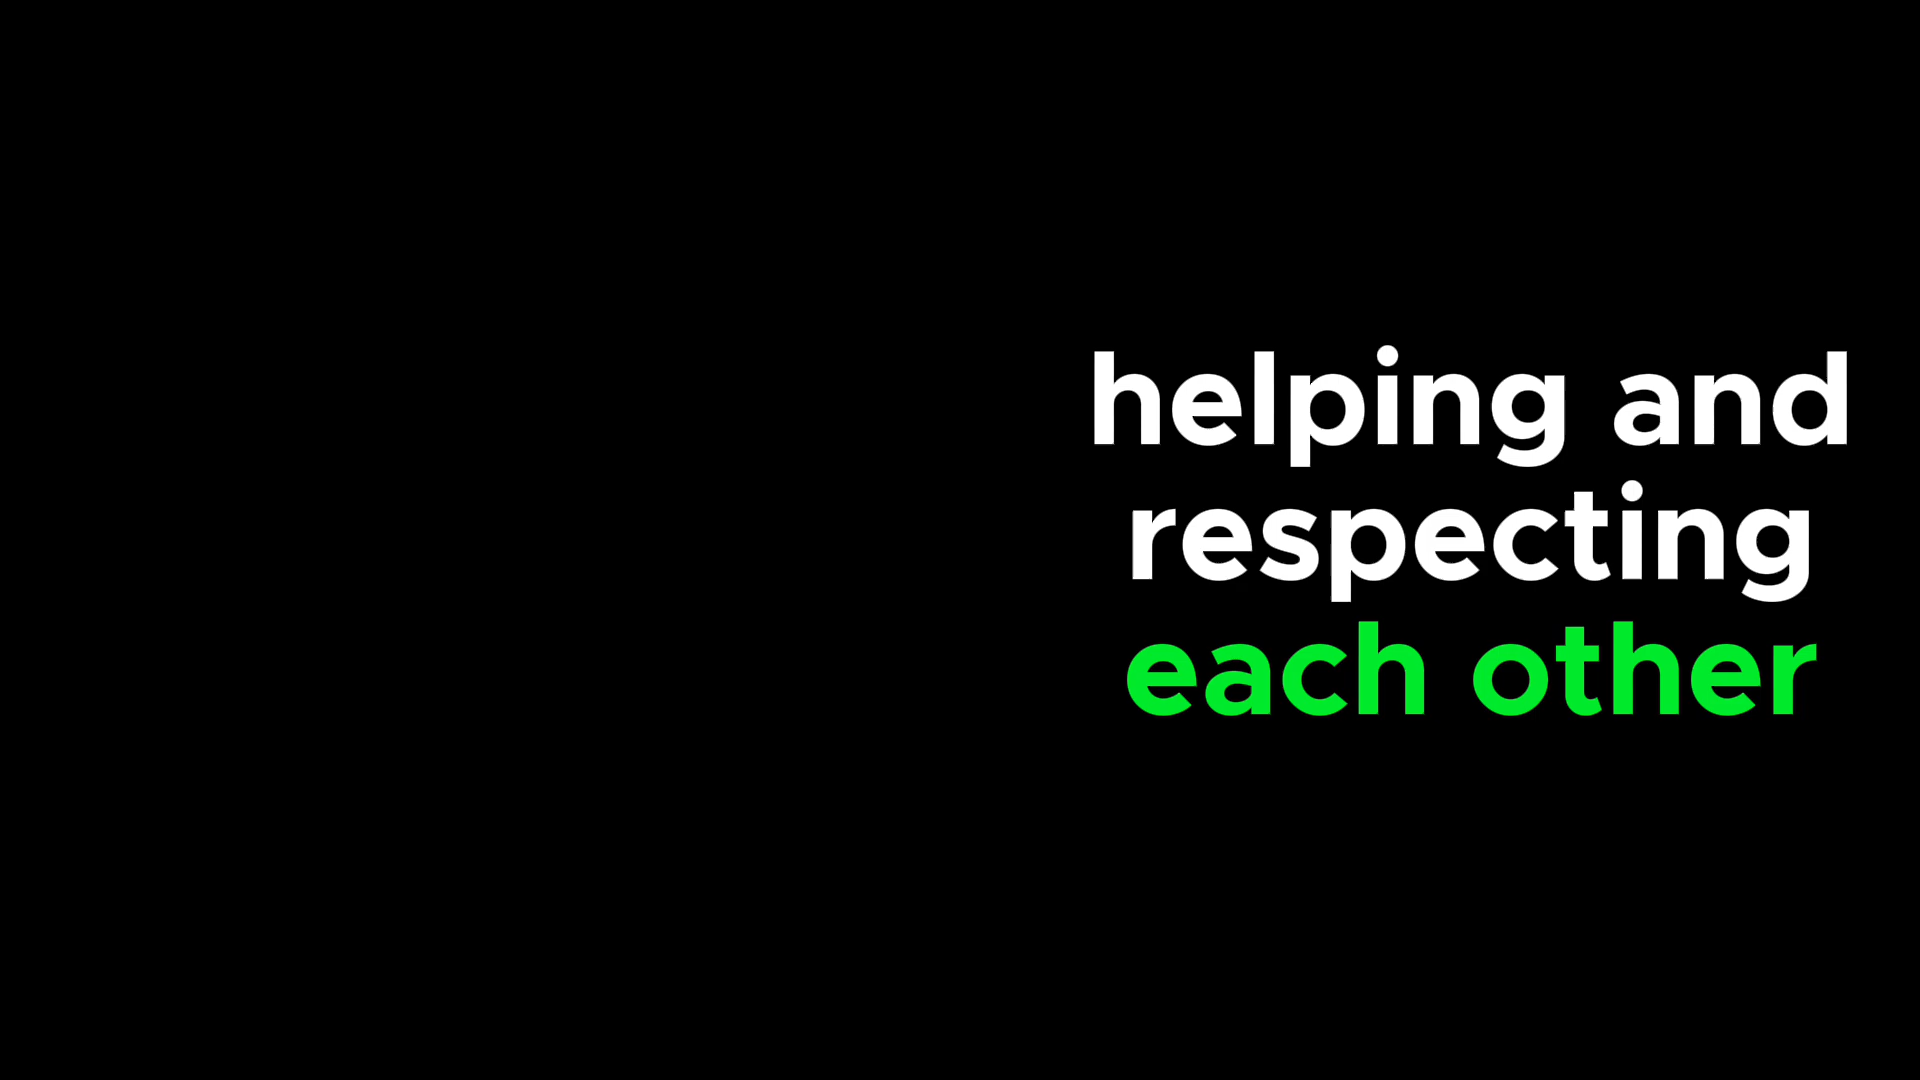 helping and
respecting
each other